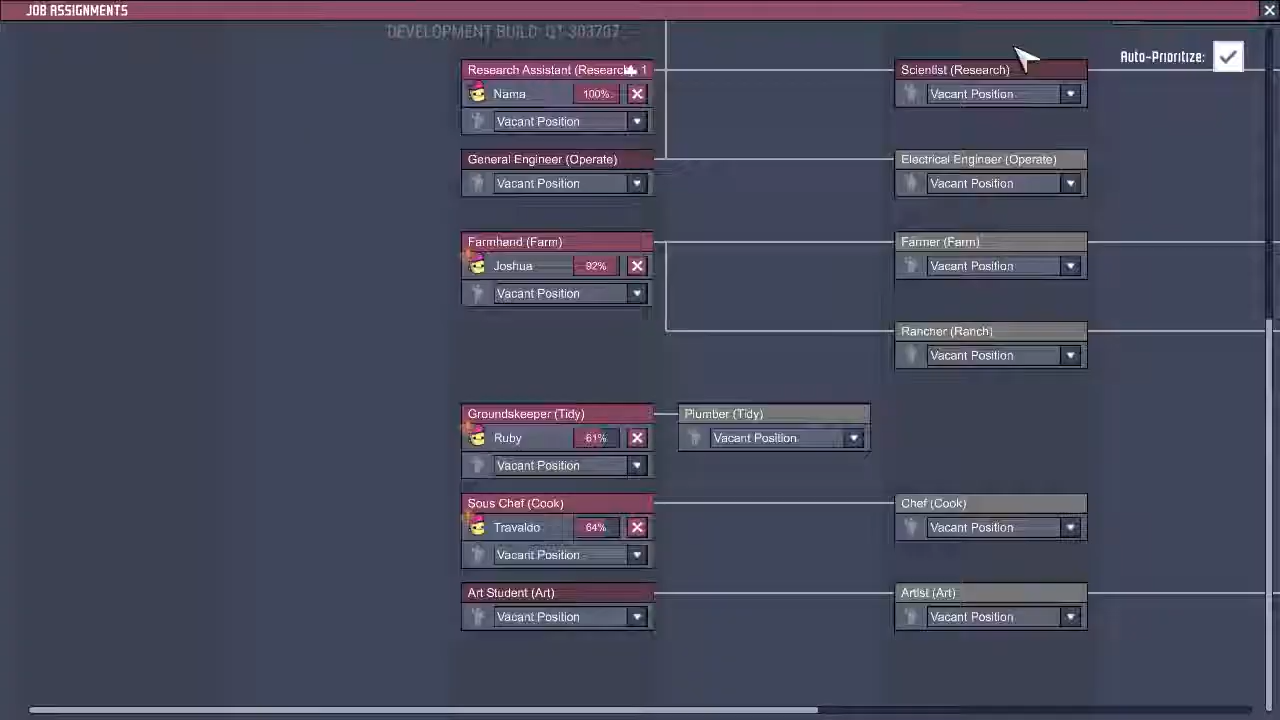 JOB ASSIGNMENTS
DEVELOPMENT BUILD: Q1-303707
Auto-Prioritize:
Research Assistant (Research) 1
Nama 100%
Vacant Position
Scientist (Research)
Vacant Position
General Engineer (Operate)
Vacant Position
Electrical Engineer (Operate)
Vacant Position
Farmhand (Farm)
Joshua 92%
Vacant Position
Farmer (Farm)
Vacant Position
Rancher (Ranch)
Vacant Position
Groundskeeper (Tidy)
Ruby 61%
Vacant Position
Plumber (Tidy)
Vacant Position
Sous Chef (Cook)
Travaldo 64%
Vacant Position
Chef (Cook)
Vacant Position
Art Student (Art)
Vacant Position
Artist (Art)
Vacant Position